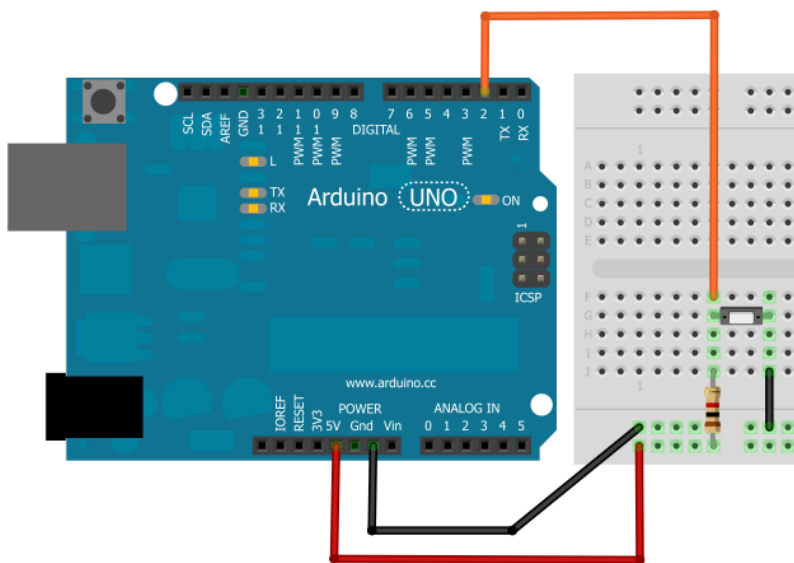 SCL
SDA
AREF
GND
13
12
PWM 11
PWM 10
PWM 9
8
DIGITAL
7
PWM 6
PWM 5
4
PWM 3
2
TX 1
RX 0
L
TX
RX
Arduino UNO
ON
1
ICSP
www.arduino.cc
POWER
ANALOG IN
IOREF
RESET
3V3
5V
Gnd
Vin
0 1 2 3 4 5
1
A
B
C
D
E
F
G
H
I
J
1